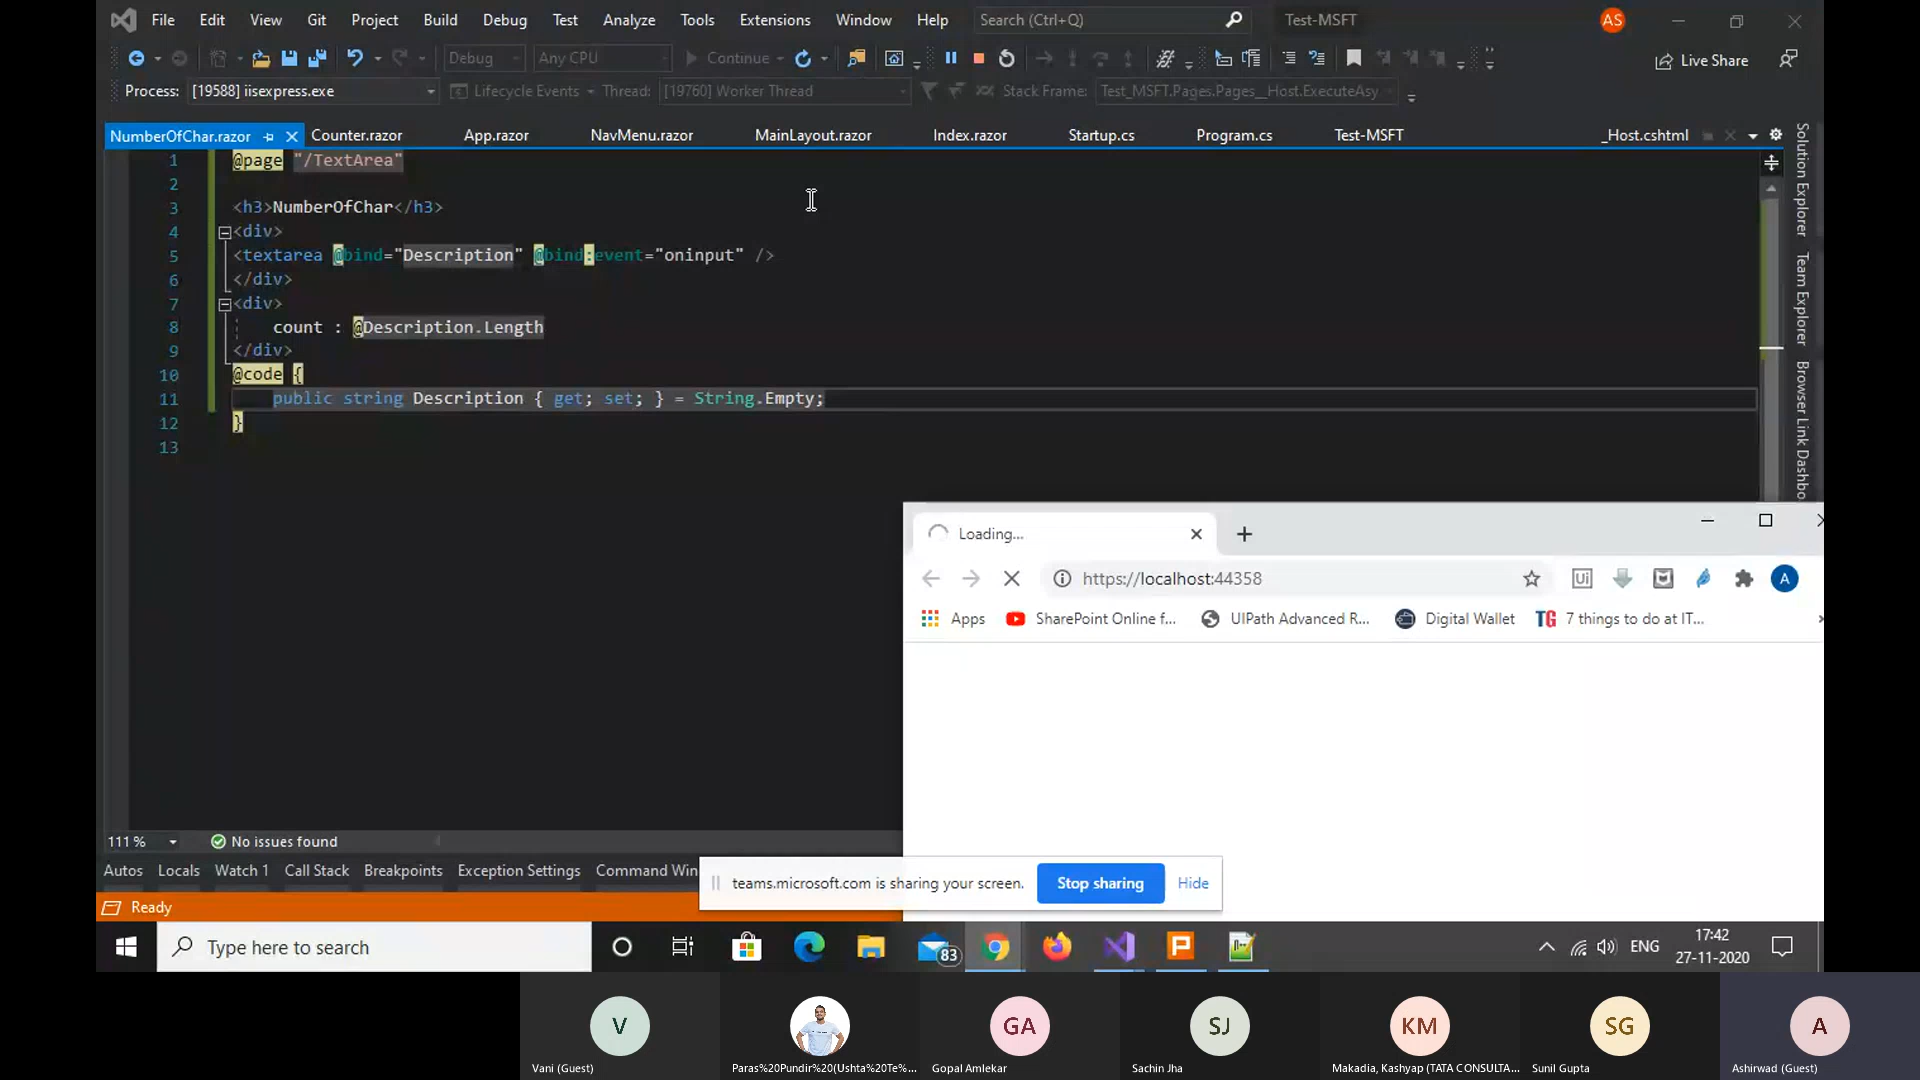 File Edit View Git Project Build Debug Test Analyze Tools Extensions Window Help Search (Ctrl+Q) Test-MSFT AS
Debug Any CPU Continue Live Share
Process: [19588] iisexpress.exe Lifecycle Events Thread: [19760] Worker Thread Stack Frame: Test_MSFT.Pages.Pages__Host.ExecuteAsy
NumberOfChar.razor Counter.razor App.razor NavMenu.razor MainLayout.razor Index.razor Startup.cs Program.cs Test-MSFT _Host.cshtml
1 @page "/TextArea"
2
3 <h3>NumberOfChar</h3>
4 <div>
5 <textarea @bind="Description" @bind:event="oninput" />
6 </div>
7 <div>
8 count : @Description.Length
9 </div>
10 @code {
11 public string Description { get; set; } = String.Empty;
12 }
13
Solution Explorer
Team Explorer
Browser Link Dashbo
Loading...
https://localhost:44358
Ui
A
Apps SharePoint Online f... UIPath Advanced R... Digital Wallet TG 7 things to do at IT...
111 % No issues found
Autos Locals Watch 1 Call Stack Breakpoints Exception Settings Command Win
teams.microsoft.com is sharing your screen. Stop sharing Hide
Ready
Type here to search
83
P
ENG
17:42
27-11-2020
V
GA
SJ
KM
SG
A
Vani (Guest)
Paras%20Pundir%20(Ushta%20Te%...
Gopal Amlekar
Sachin Jha
Makadia, Kashyap (TATA CONSULTA...
Sunil Gupta
Ashirwad (Guest)